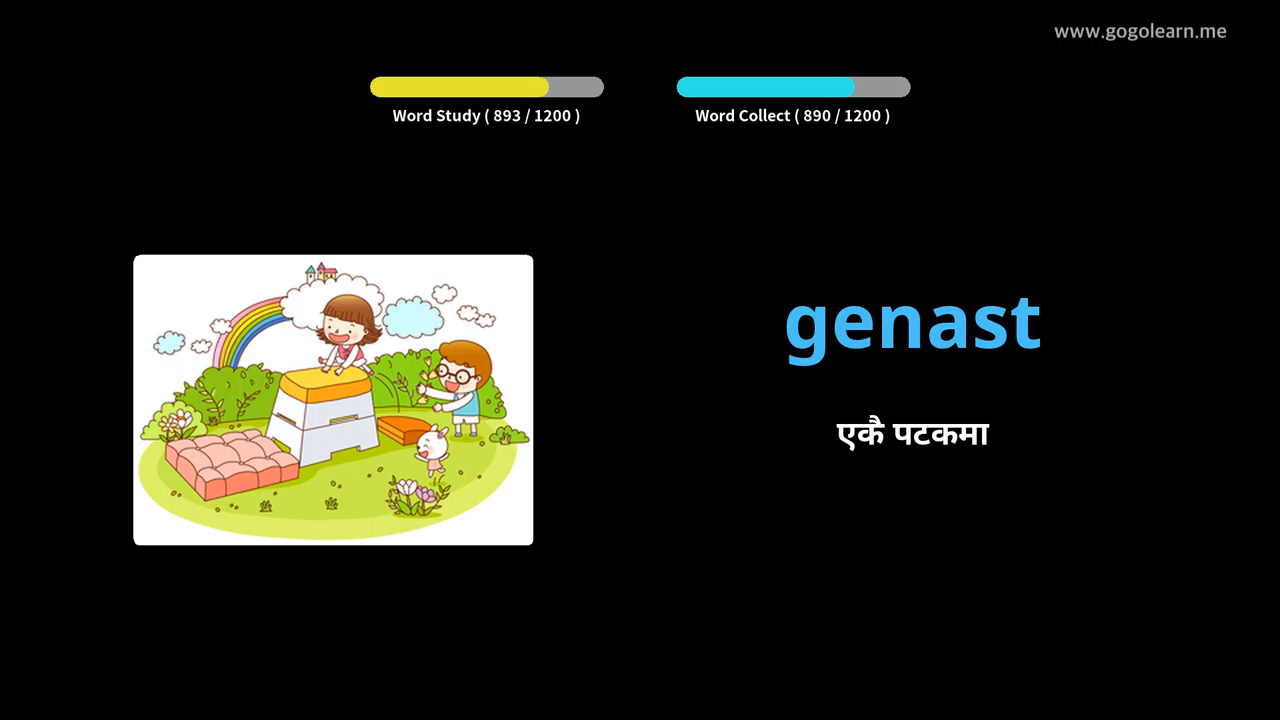 www.gogolearn.me
Word Study ( 893 / 1200 )
Word Collect ( 890 / 1200 )
genast
एकै पटकमा